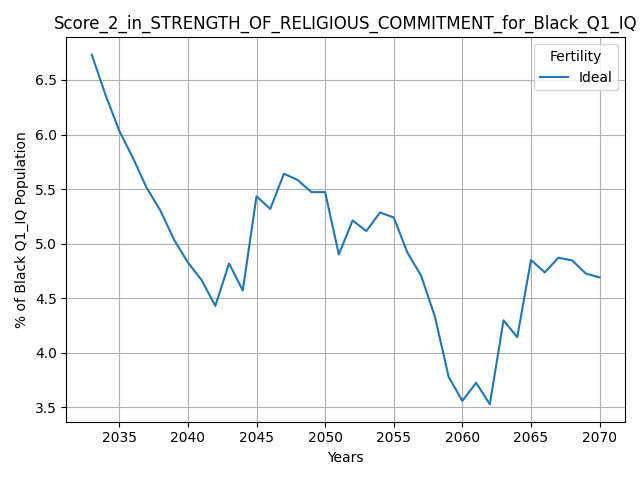 Score_2_in_STRENGTH_OF_RELIGIOUS_COMMITMENT_for_Black_Q1_IQ
Fertility
Ideal
% of Black Q1_IQ Population
6.5
6.0
5.5
5.0
4.5
4.0
3.5
2035 2040 2045 2050 2055 2060 2065 2070
Years